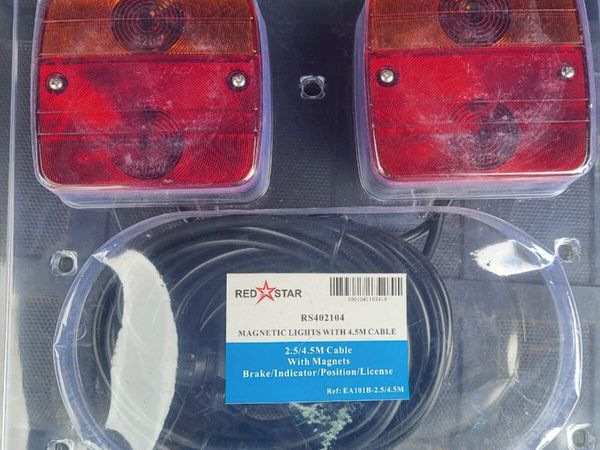 RED STAR
5961041163418
RS402104
MAGNETIC LIGHTS WITH 4.5M CABLE
2.5/4.5M Cable
With Magnets
Brake/Indicator/Position/License
Ref: EA101B-2.5/4.5M